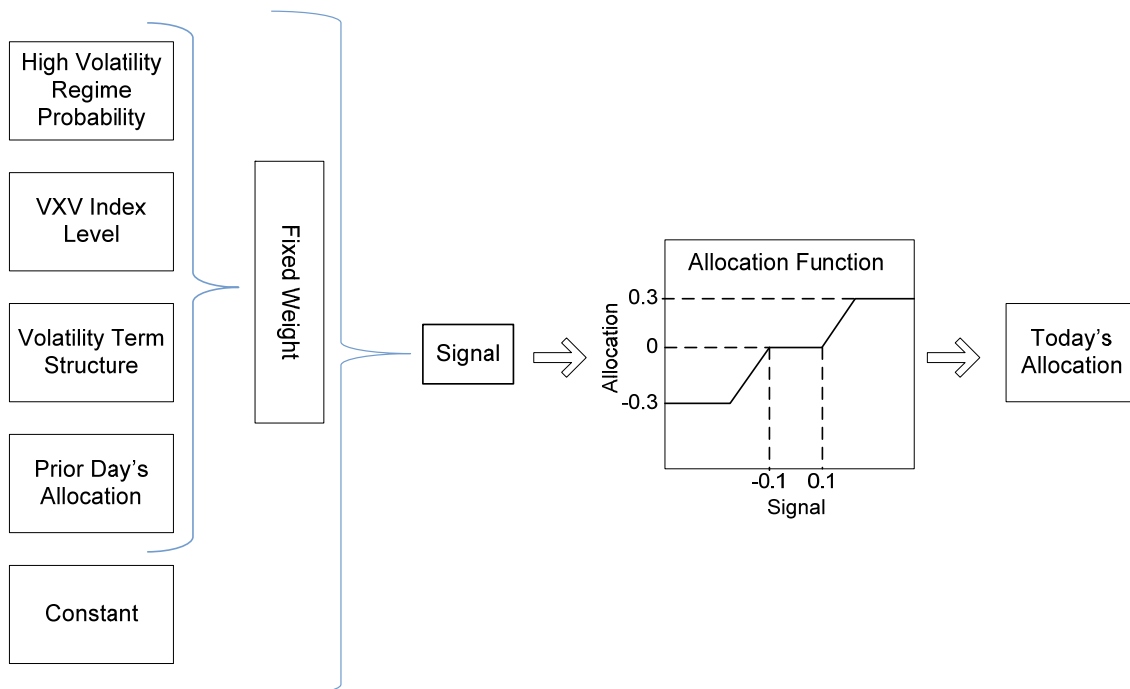 High Volatility
Regime
Probability
VXV Index
Level
Volatility Term
Structure
Prior Day’s
Allocation
Constant
Fixed Weight
Signal
Allocation Function
Allocation
0.3
0
-0.3
-0.1
0.1
Signal
Today’s
Allocation